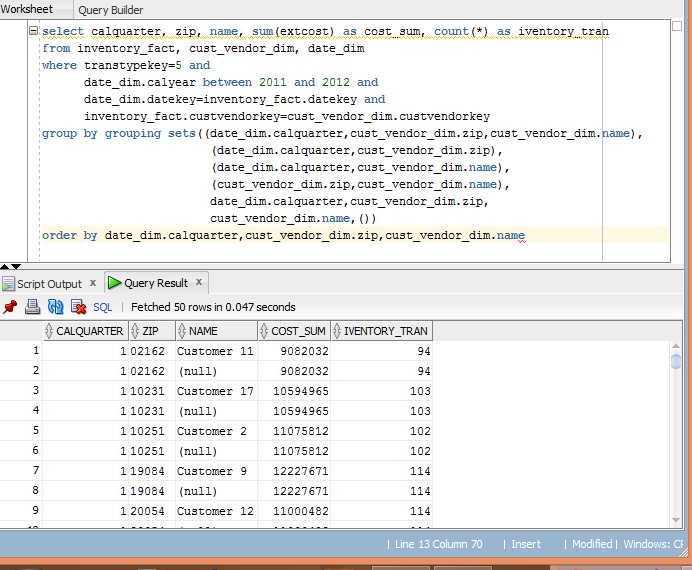 Worksheet Query Builder
select calquarter, zip, name, sum(extcost) as cost_sum, count(*) as iventory_tran
from inventory_fact, cust_vendor_dim, date_dim
where transtypekey=5 and
date_dim.calyear between 2011 and 2012 and
date_dim.datekey=inventory_fact.datekey and
inventory_fact.custvendorkey=cust_vendor_dim.custvendorkey
group by grouping sets((date_dim.calquarter,cust_vendor_dim.zip,cust_vendor_dim.name),
(date_dim.calquarter,cust_vendor_dim.zip),
(date_dim.calquarter,cust_vendor_dim.name),
(cust_vendor_dim.zip,cust_vendor_dim.name),
date_dim.calquarter,cust_vendor_dim.zip,
cust_vendor_dim.name,())
order by date_dim.calquarter,cust_vendor_dim.zip,cust_vendor_dim.name
Script Output x Query Result x
SQL | Fetched 50 rows in 0.047 seconds
CALQUARTER ZIP NAME COST_SUM IVENTORY_TRAN
1 1 02162 Customer 11 9082032 94
2 1 02162 (null) 9082032 94
3 1 10231 Customer 17 10594965 103
4 1 10231 (null) 10594965 103
5 1 10251 Customer 2 11075812 102
6 1 10251 (null) 11075812 102
7 1 19084 Customer 9 12227671 114
8 1 19084 (null) 12227671 114
9 1 20054 Customer 12 11000482 114
| Line 13 Column 70 | Insert | Modified | Windows: CF